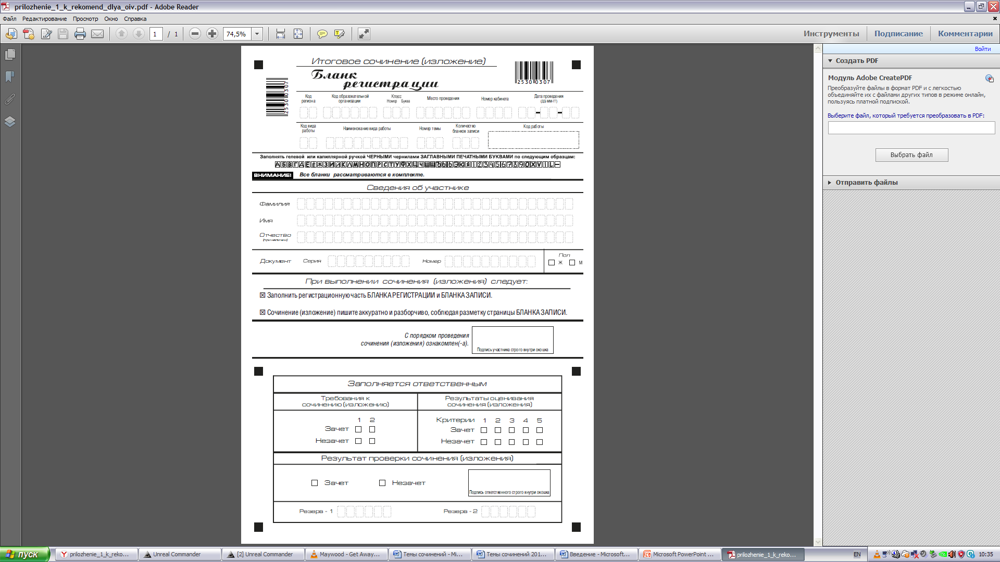 prilozhenie_1_k_rekomend_dlya_oiv.pdf - Adobe Reader
Файл Редактирование Просмотр Окно Справка
1 / 1 74,5% Инструменты Подписание Комментарии
Войти
Создать PDF
Модуль Adobe CreatePDF
Преобразуйте файлы в формат PDF и с легкостью
объединяйте их с файлами других типов в режиме онлайн,
пользуясь платной подпиской.
Выберите файл, который требуется преобразовать в PDF:
Выбрать файл
Отправить файлы
Итоговое сочинение (изложение)
Бланк
регистрации
2530 0307
2530 0307
Код региона
Код образовательной организации
Класс
Номер Буква
Место проведения
Номер кабинета
Дата проведения
(ДД-ММ-ГГ)
Код вида работы
Наименование вида работы
Номер темы
Количество бланков записи
Код работы
Заполнять гелевой или капиллярной ручкой ЧЕРНЫМИ чернилами ЗАГЛАВНЫМИ ПЕЧАТНЫМИ БУКВАМИ по следующим образцам:
АБВГДЕЁЖЗИЙКЛМНОПРСТУФХЦЧШЩЪЫЬЭЮЯ1234567890XVIL-
ВНИМАНИЕ! Все бланки рассматриваются в комплекте.
Сведения об участнике
Фамилия
Имя
Отчество
(при наличии)
Документ Серия Номер
Пол
Ж М
При выполнении сочинения (изложения) следует:
Заполнить регистрационную часть БЛАНКА РЕГИСТРАЦИИ и БЛАНКА ЗАПИСИ.
Сочинение (изложение) пишите аккуратно и разборчиво, соблюдая разметку страницы БЛАНКА ЗАПИСИ.
С порядком проведения
сочинения (изложения) ознакомлен(-а).
Подпись участника строго внутри окошка
Заполняется ответственным
Требования к
сочинению (изложению)
Результаты оценивания
сочинения (изложения)
1 2
Зачет
Незачет
Критерии 1 2 3 4 5
Зачет
Незачет
Результат проверки сочинения (изложения)
Зачет Незачет
Подпись ответственного строго внутри окошка
Резерв - 1 Резерв - 2
пуск prilozhenie_1_k_reko... Unreal Commander [2] Unreal Commander Maywood - Get Away... Темы сочинений - Mi... Темы сочинений 201... Введение - Microsoft... Microsoft PowerPoint ... prilozhenie_1_k_reko... EN 10:35